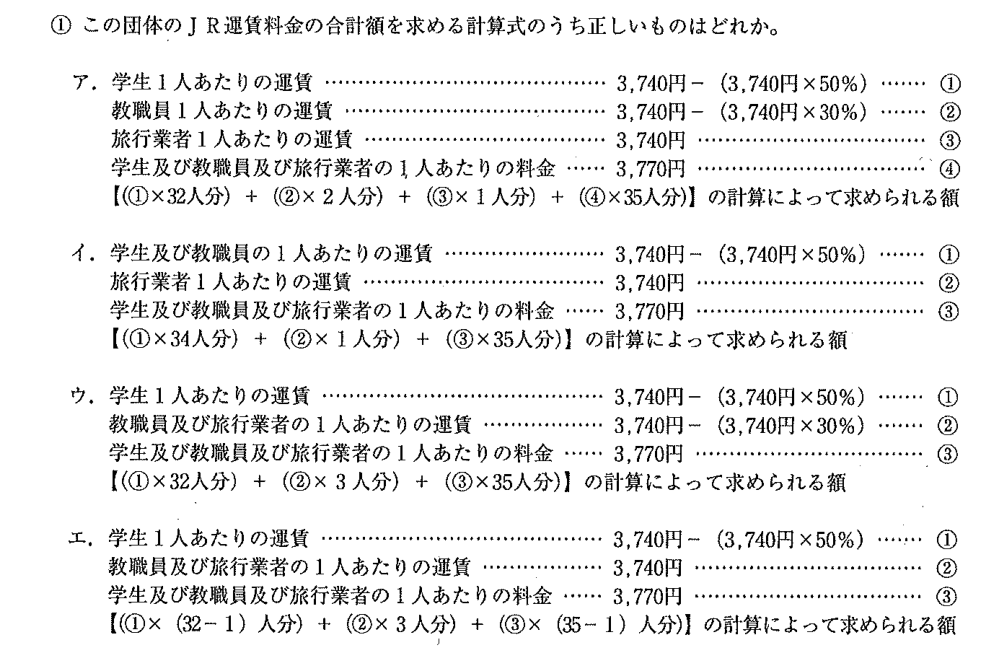 ① この団体のＪＲ運賃料金の合計額を求める計算式のうち正しいものはどれか。
ア．学生１人あたりの運賃 …………………………………… 3,740円－（3,740円×50%）……… ①
教職員１人あたりの運賃 ………………………………… 3,740円－（3,740円×30%）……… ②
旅行業者１人あたりの運賃 ……………………………… 3,740円 ……………………………… ③
学生及び教職員及び旅行業者の１人あたりの料金 …… 3,770円 ……………………………… ④
【(①×32人分）＋（②×２人分）＋（③×１人分）＋（④×35人分)】の計算によって求められる額
イ．学生及び教職員の１人あたりの運賃 …………………… 3,740円－（3,740円×50%）……… ①
旅行業者１人あたりの運賃 ……………………………… 3,740円 ……………………………… ②
学生及び教職員及び旅行業者の１人あたりの料金 …… 3,770円 ……………………………… ③
【(①×34人分）＋（②×１人分）＋（③×35人分)】の計算によって求められる額
ウ．学生１人あたりの運賃 …………………………………… 3,740円－（3,740円×50%）……… ①
教職員及び旅行業者の１人あたりの運賃 ……………… 3,740円－（3,740円×30%）……… ②
学生及び教職員及び旅行業者の１人あたりの料金 …… 3,770円 ……………………………… ③
【(①×32人分）＋（②×３人分）＋（③×35人分)】の計算によって求められる額
エ．学生１人あたりの運賃 …………………………………… 3,740円－（3,740円×50%）……… ①
教職員及び旅行業者の１人あたりの運賃 ……………… 3,740円 ……………………………… ②
学生及び教職員及び旅行業者の１人あたりの料金 …… 3,770円 ……………………………… ③
【(①×（32－１）人分）＋（②×３人分）＋（③×（35－１）人分)】の計算によって求められる額